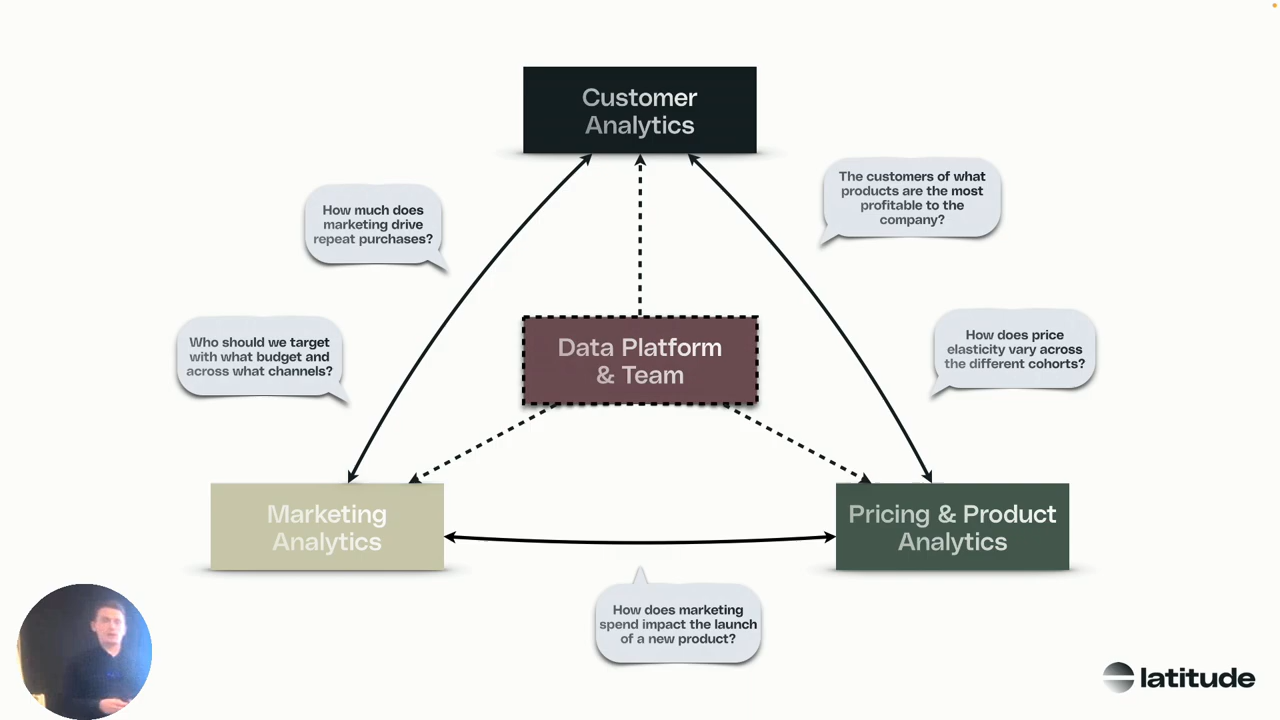 Customer
Analytics
The customers of what
products are the most
profitable to the
company?
How much does
marketing drive
repeat purchases?
Data Platform
& Team
How does price
elasticity vary across
the different cohorts?
Who should we target
with what budget and
across what channels?
Marketing
Analytics
Pricing & Product
Analytics
How does marketing
spend impact the launch
of a new product?
latitude